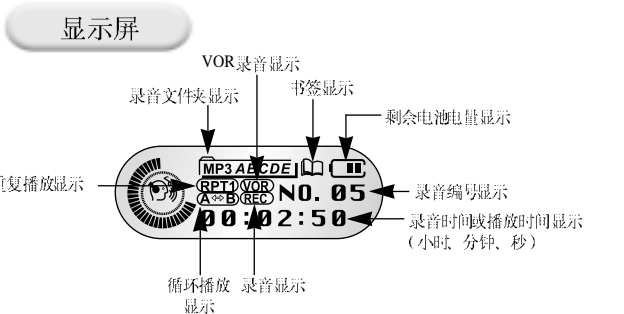 显示屏
VOR录音显示
录音文件夹显示
书签显示
剩余电池电量显示
MP3 ABCDE
重复播放显示
RPT1 VOR NO. 05
录音编号显示
A⇔B REC
00:02:50
录音时间或播放时间显示
(小时、分钟、秒)
循环播放 录音显示
显示